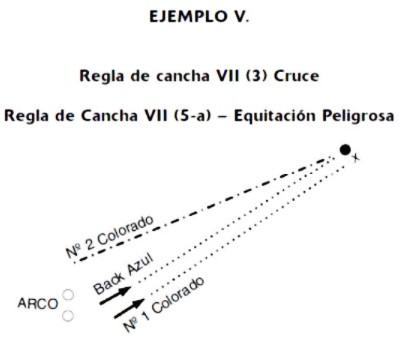 EJEMPLO V.
Regla de cancha VII (3) Cruce
Regla de Cancha VII (5-a) – Equitación Peligrosa
x
Nº 2 Colorado
Back Azul
ARCO
Nº 1 Colorado